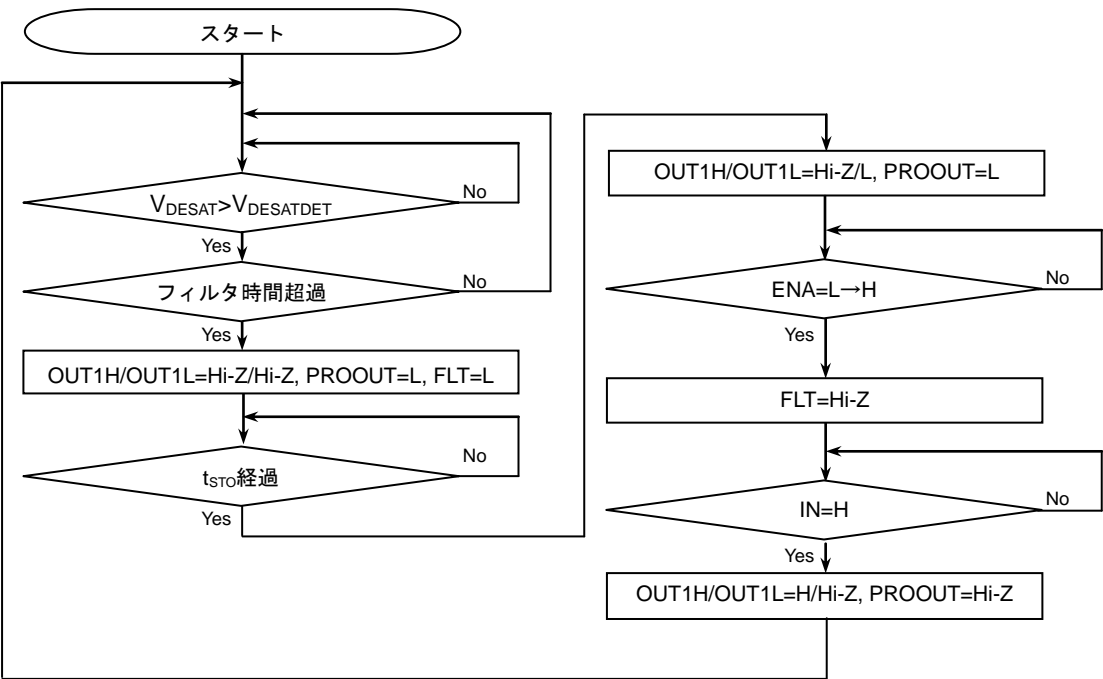 スタート
V_DESAT>V_DESATDET
No
Yes
フィルタ時間超過
No
Yes
OUT1H/OUT1L=Hi-Z/Hi-Z, PROOUT=L, FLT=L
t_STO経過
No
Yes
OUT1H/OUT1L=Hi-Z/L, PROOUT=L
ENA=L→H
No
Yes
FLT=Hi-Z
IN=H
No
Yes
OUT1H/OUT1L=H/Hi-Z, PROOUT=Hi-Z